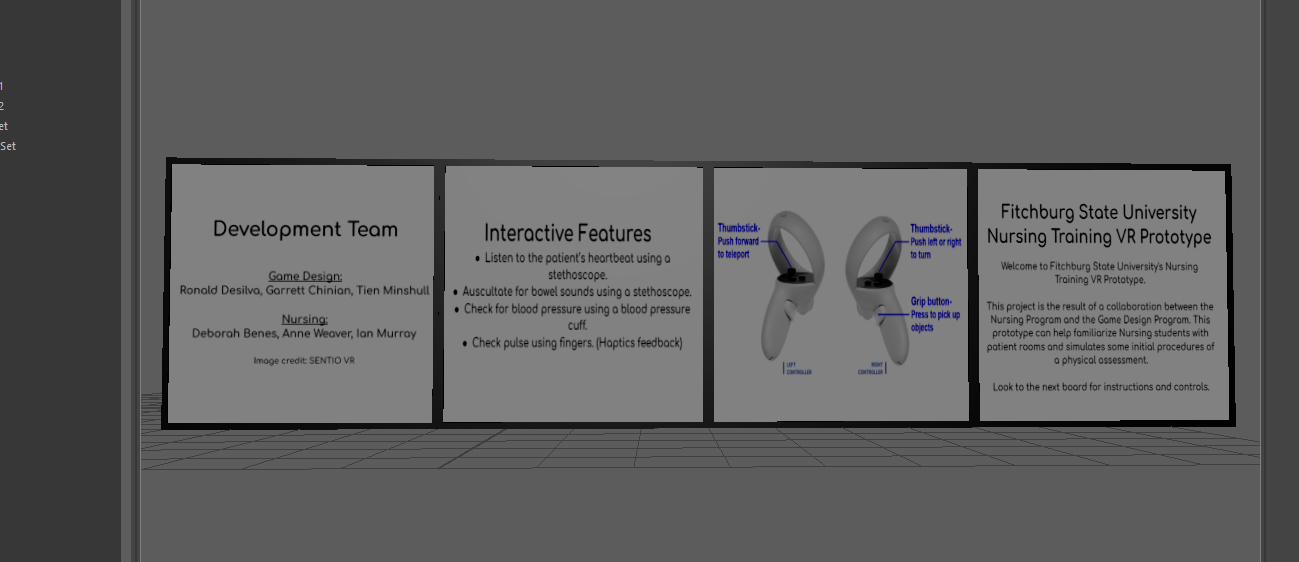 1
2
et
Set
Development Team
Game Design:
Ronald Desilva, Garrett Chinian, Tien Minshull
Nursing:
Deborah Benes, Anne Weaver, Ian Murray
Image credit: SENTIO VR
Interactive Features
• Listen to the patient's heartbeat using a
stethoscope.
• Auscultate for bowel sounds using a stethoscope.
• Check for blood pressure using a blood pressure
cuff.
• Check pulse using fingers. (Haptics feedback)
Thumbstick-
Push forward
to teleport
Thumbstick-
Push left or right
to turn
Grip button-
Press to pick up
objects
LEFT
CONTROLLER
RIGHT
CONTROLLER
Fitchburg State University
Nursing Training VR Prototype
Welcome to Fitchburg State University's Nursing
Training VR Prototype.
This project is the result of a collaboration between the
Nursing Program and the Game Design Program. This
prototype can help familiarize Nursing students with
patient rooms and simulates some initial procedures of
a physical assessment.
Look to the next board for instructions and controls.